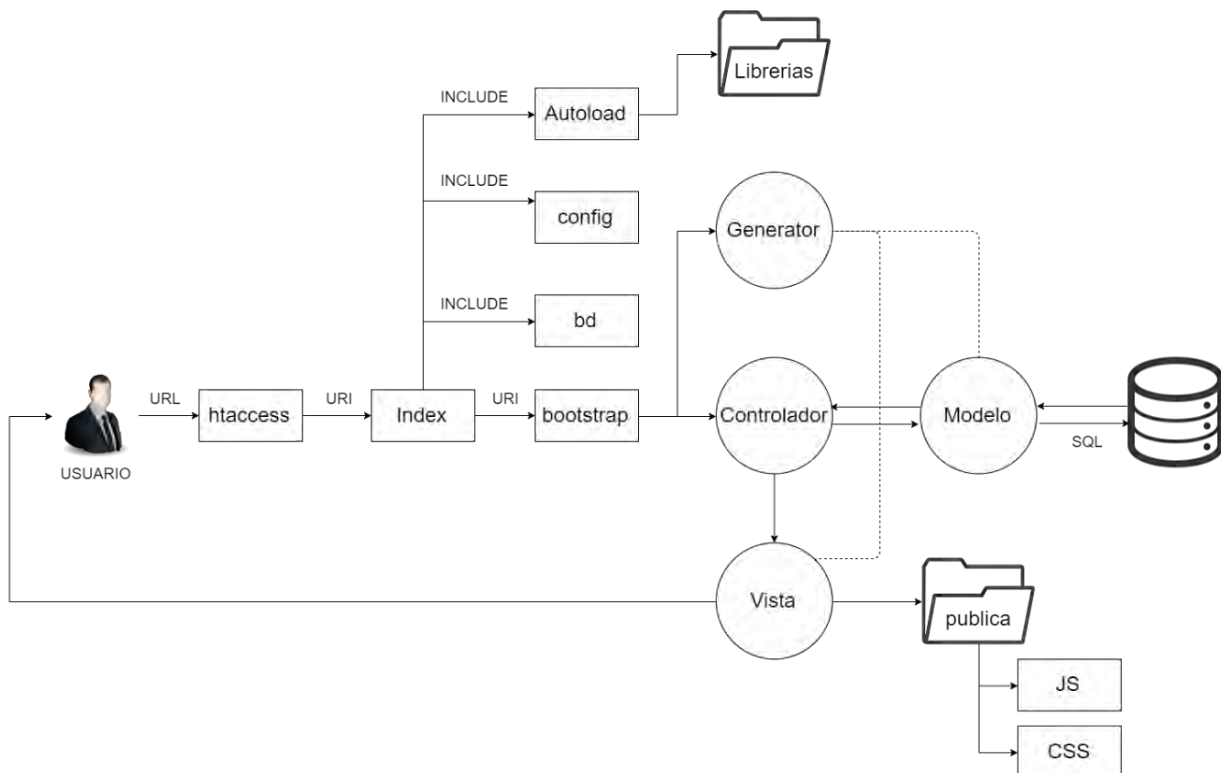 Librerias
INCLUDE
Autoload
INCLUDE
config
Generator
INCLUDE
bd
USUARIO
URL
htaccess
URI
Index
URI
bootstrap
Controlador
Modelo
SQL
Vista
publica
JS
CSS